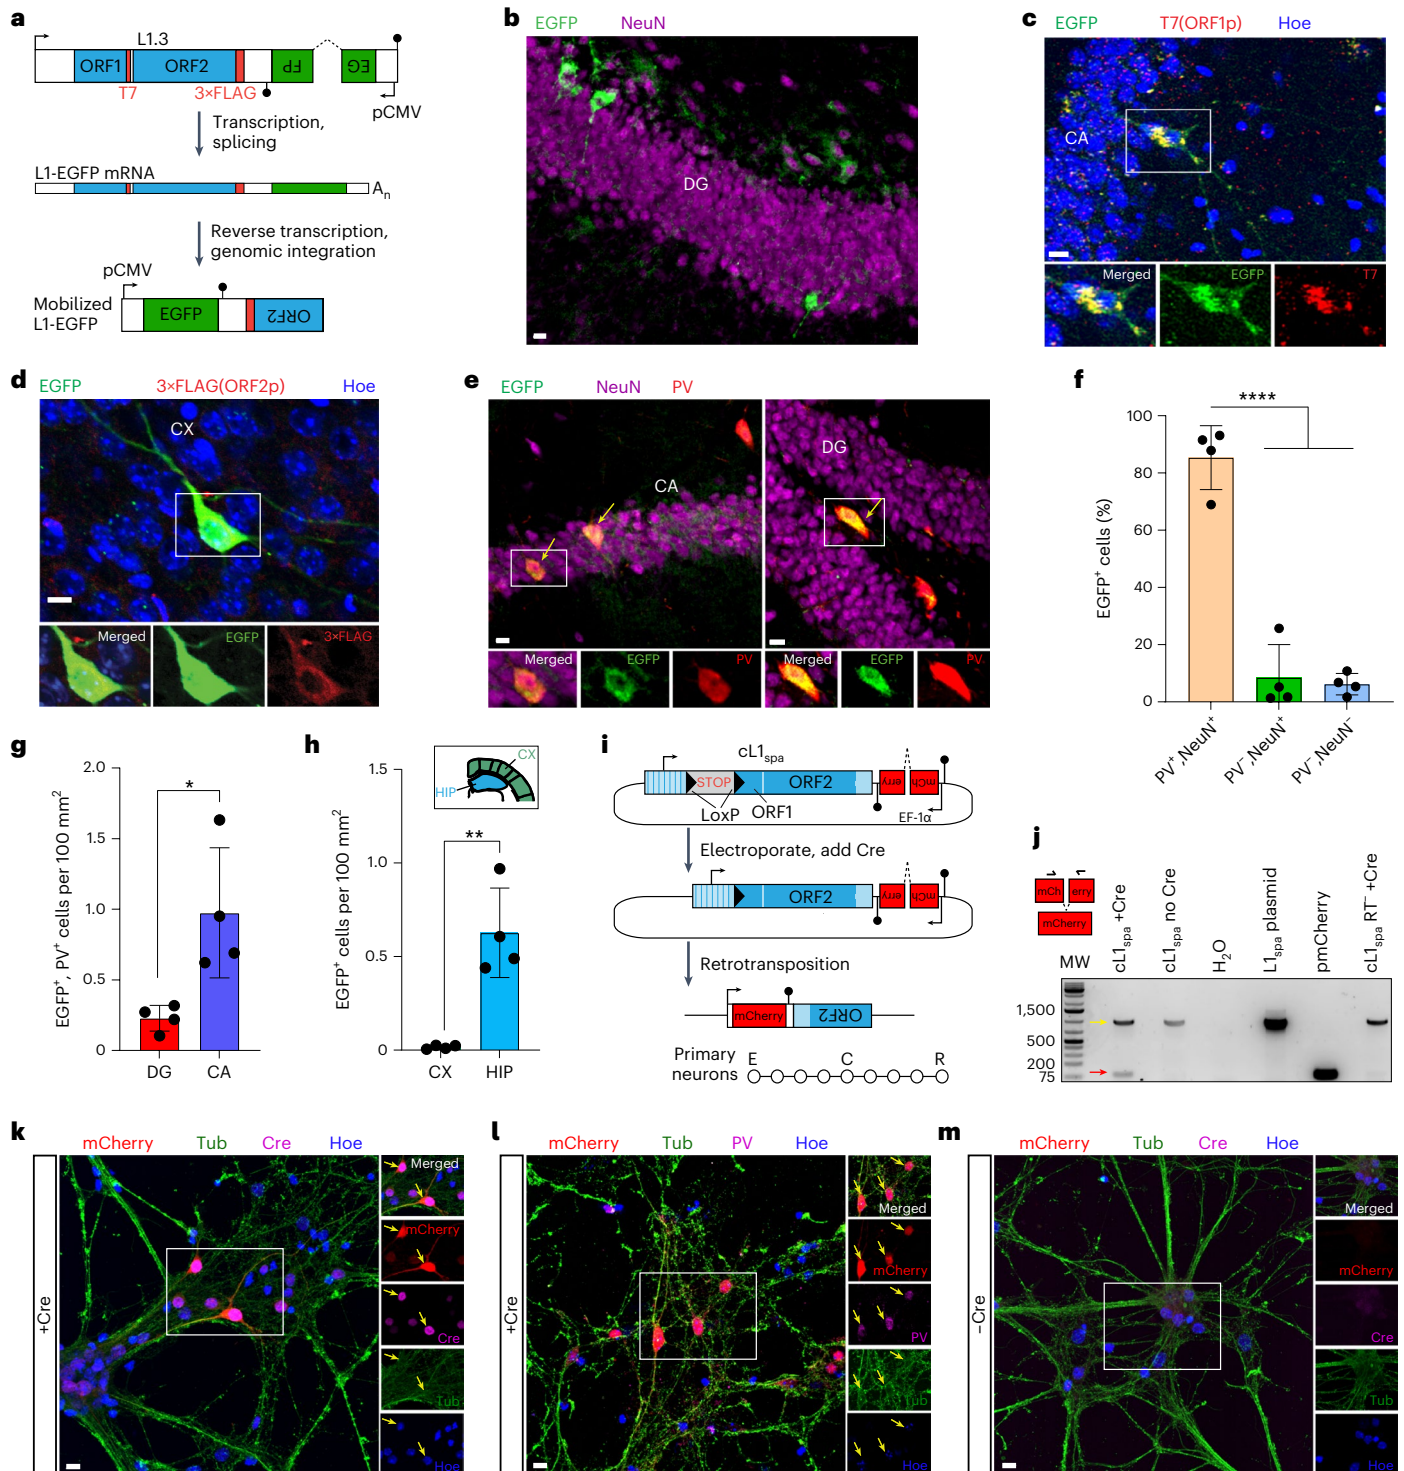 a
L1.3
ORF1
ORF2
FP
EG
T7
3×FLAG
pCMV
Transcription,
splicing
L1-EGFP mRNA
An
Reverse transcription,
genomic integration
pCMV
Mobilized
L1-EGFP
EGFP
ORF2
b
EGFP NeuN
DG
c
EGFP T7(ORF1p) Hoe
CA
Merged EGFP T7
d
EGFP 3×FLAG(ORF2p) Hoe
CX
Merged EGFP 3×FLAG
e
EGFP NeuN PV
CA
DG
Merged EGFP PV Merged EGFP PV
f
****
EGFP+ cells (%)
100
80
60
40
20
0
PV+,NeuN+
PV−,NeuN+
PV−,NeuN−
g
EGFP+, PV+ cells per 100 mm2
2.0
1.5
1.0
0.5
0
*
DG CA
h
EGFP+ cells per 100 mm2
1.5
1.0
0.5
0
CX
HIP
**
CX HIP
i
cL1spa
STOP
ORF2
erry
mCh
LoxP ORF1
EF-1α
Electroporate, add Cre
ORF2
erry
mCh
Retrotransposition
mCherry
ORF2
Primary
neurons
E C R
j
mCh erry
mCherry
MW
cL1spa +Cre
cL1spa no Cre
H2O
L1spa plasmid
pmCherry
cL1spa RT− +Cre
1,500
500
200
75
k
mCherry Tub Cre Hoe
+Cre
Merged
mCherry
Cre
Tub
Hoe
l
mCherry Tub PV Hoe
+Cre
Merged
mCherry
PV
Tub
Hoe
m
mCherry Tub Cre Hoe
−Cre
Merged
mCherry
Cre
Tub
Hoe